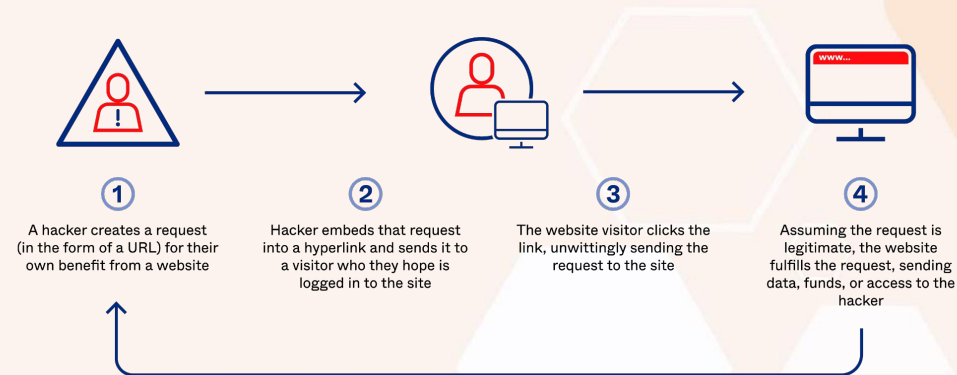 www...
1
A hacker creates a request
(in the form of a URL) for their
own benefit from a website
2
Hacker embeds that request
into a hyperlink and sends it to
a visitor who they hope is
logged in to the site
3
The website visitor clicks the
link, unwittingly sending the
request to the site
4
Assuming the request is
legitimate, the website
fulfills the request, sending
data, funds, or access to the
hacker